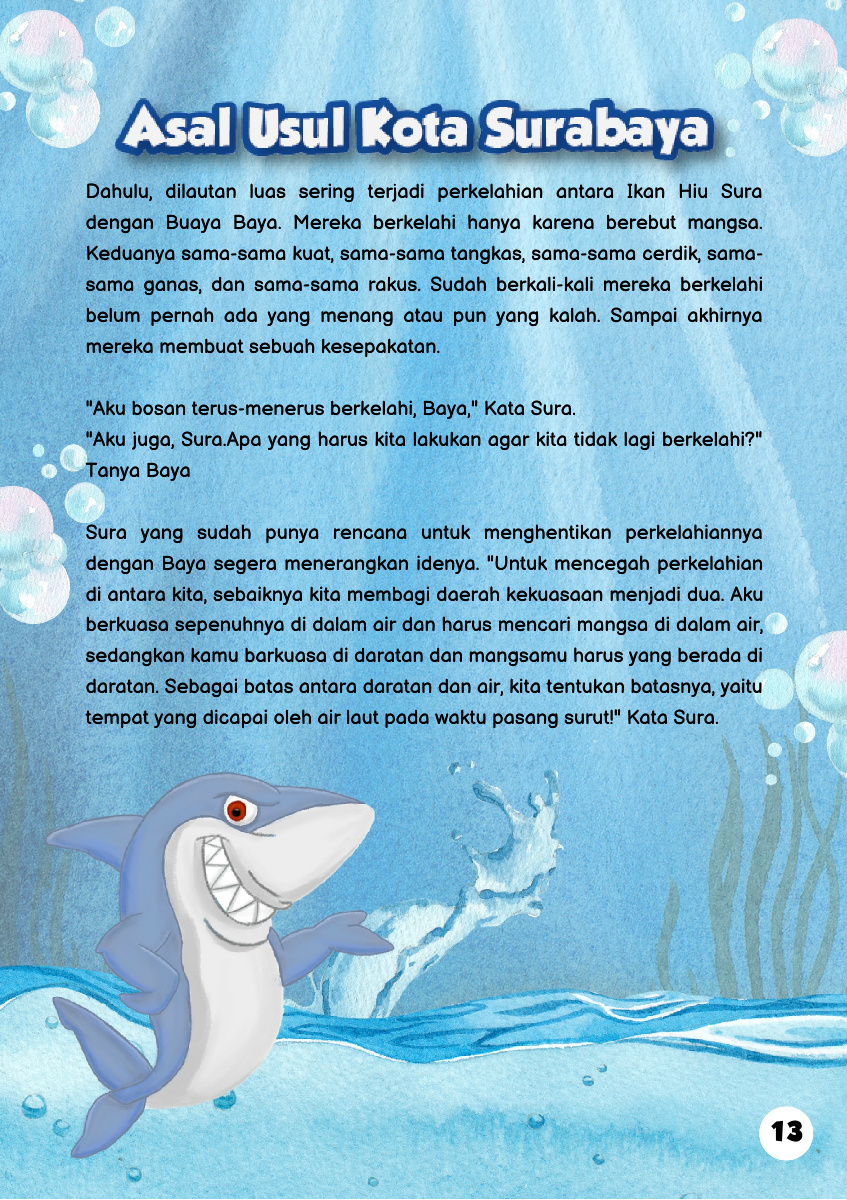 Asal Usul Kota Surabaya
Dahulu, dilautan luas sering terjadi perkelahian antara Ikan Hiu Sura
dengan Buaya Baya. Mereka berkelahi hanya karena berebut mangsa.
Keduanya sama-sama kuat, sama-sama tangkas, sama-sama cerdik, sama-
sama ganas, dan sama-sama rakus. Sudah berkali-kali mereka berkelahi
belum pernah ada yang menang atau pun yang kalah. Sampai akhirnya
mereka membuat sebuah kesepakatan.
"Aku bosan terus-menerus berkelahi, Baya," Kata Sura.
"Aku juga, Sura.Apa yang harus kita lakukan agar kita tidak lagi berkelahi?"
Tanya Baya
Sura yang sudah punya rencana untuk menghentikan perkelahiannya
dengan Baya segera menerangkan idenya. "Untuk mencegah perkelahian
di antara kita, sebaiknya kita membagi daerah kekuasaan menjadi dua. Aku
berkuasa sepenuhnya di dalam air dan harus mencari mangsa di dalam air,
sedangkan kamu barkuasa di daratan dan mangsamu harus yang berada di
daratan. Sebagai batas antara daratan dan air, kita tentukan batasnya, yaitu
tempat yang dicapai oleh air laut pada waktu pasang surut!" Kata Sura.
13